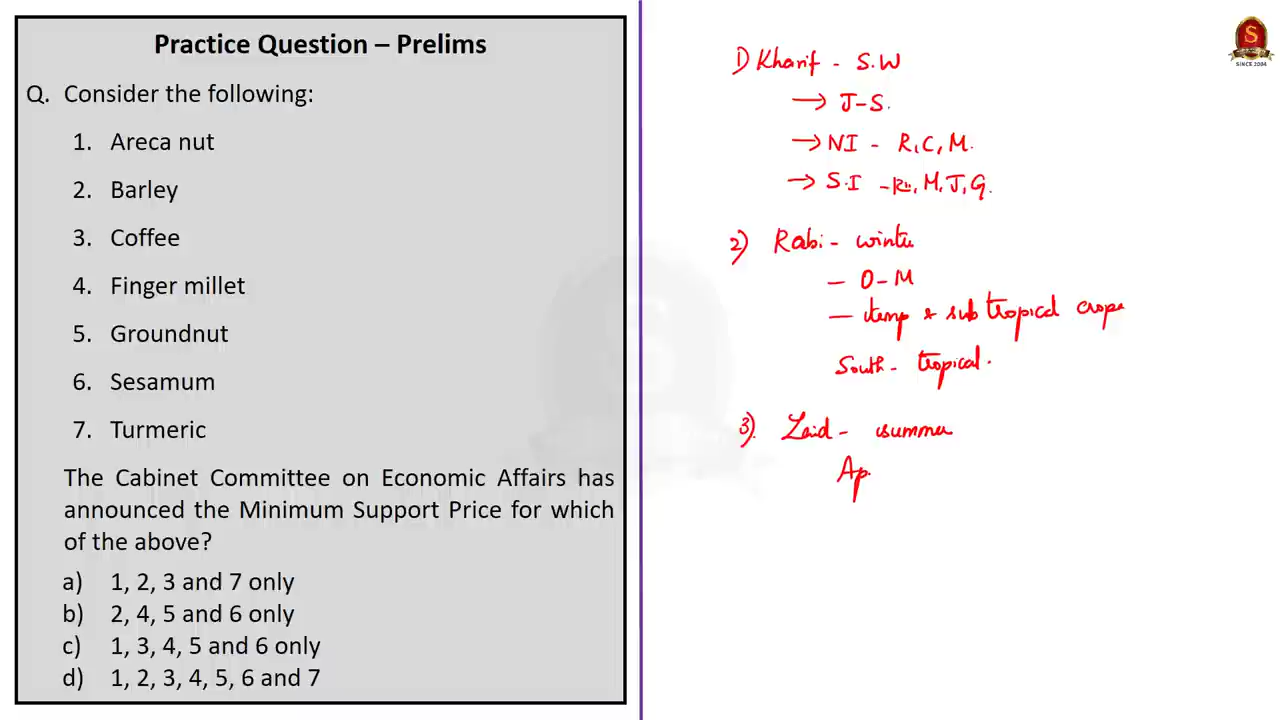 Practice Question – Prelims
Q. Consider the following:
1. Areca nut
2. Barley
3. Coffee
4. Finger millet
5. Groundnut
6. Sesamum
7. Turmeric
The Cabinet Committee on Economic Affairs has
announced the Minimum Support Price for which
of the above?
a) 1, 2, 3 and 7 only
b) 2, 4, 5 and 6 only
c) 1, 3, 4, 5 and 6 only
d) 1, 2, 3, 4, 5, 6 and 7
1) Kharif - S.W
→ J-S.
→ NI - R, C, M.
→ S.I - M, J, G.
2) Rabi - winter
- O-M
- temp & sub tropical crops
South - tropical.
3). Zaid - summer
Ap.
S
SINCE 2004